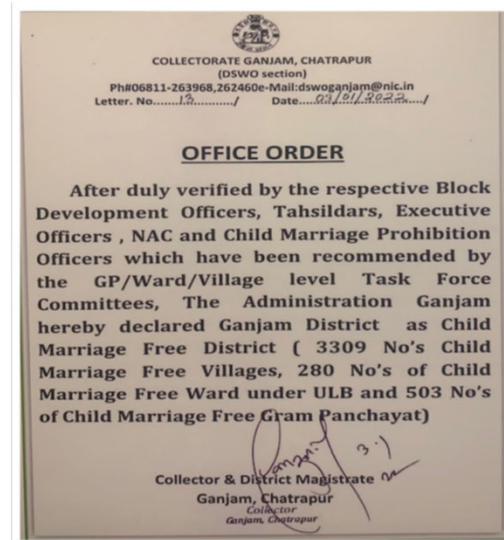 COLLECTORATE GANJAM, CHATRAPUR
(DSWO section)
Ph#06811-263968,262460e-Mail:dswoganjam@nic.in
Letter. No......13............/ Date....03/01/2022...../
OFFICE ORDER
After duly verified by the respective Block
Development Officers, Tahsildars, Executive
Officers , NAC and Child Marriage Prohibition
Officers which have been recommended by
the GP/Ward/Village level Task Force
Committees, The Administration Ganjam
hereby declared Ganjam District as Child
Marriage Free District ( 3309 No's Child
Marriage Free Villages, 280 No's of Child
Marriage Free Ward under ULB and 503 No's
of Child Marriage Free Gram Panchayat)
Collector & District Magistrate
Ganjam, Chatrapur
Collector
Ganjam, Chatrapur